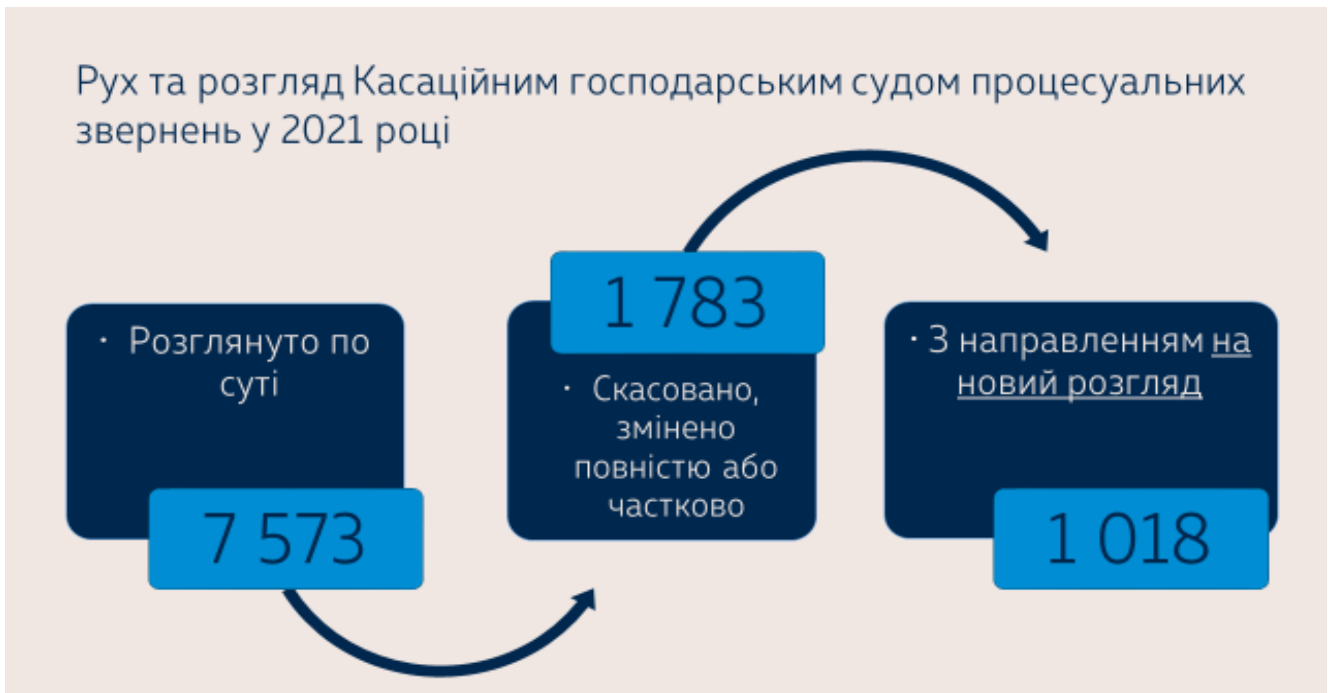 Рух та розгляд Касаційним господарським судом процесуальних
звернень у 2021 році
· Розглянуто по
суті
7 573
1 783
· Скасовано,
змінено
повністю або
частково
· З направленням на
новий розгляд
1 018